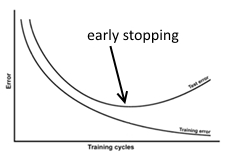 early stopping
Error
Test error
Training error
Training cycles